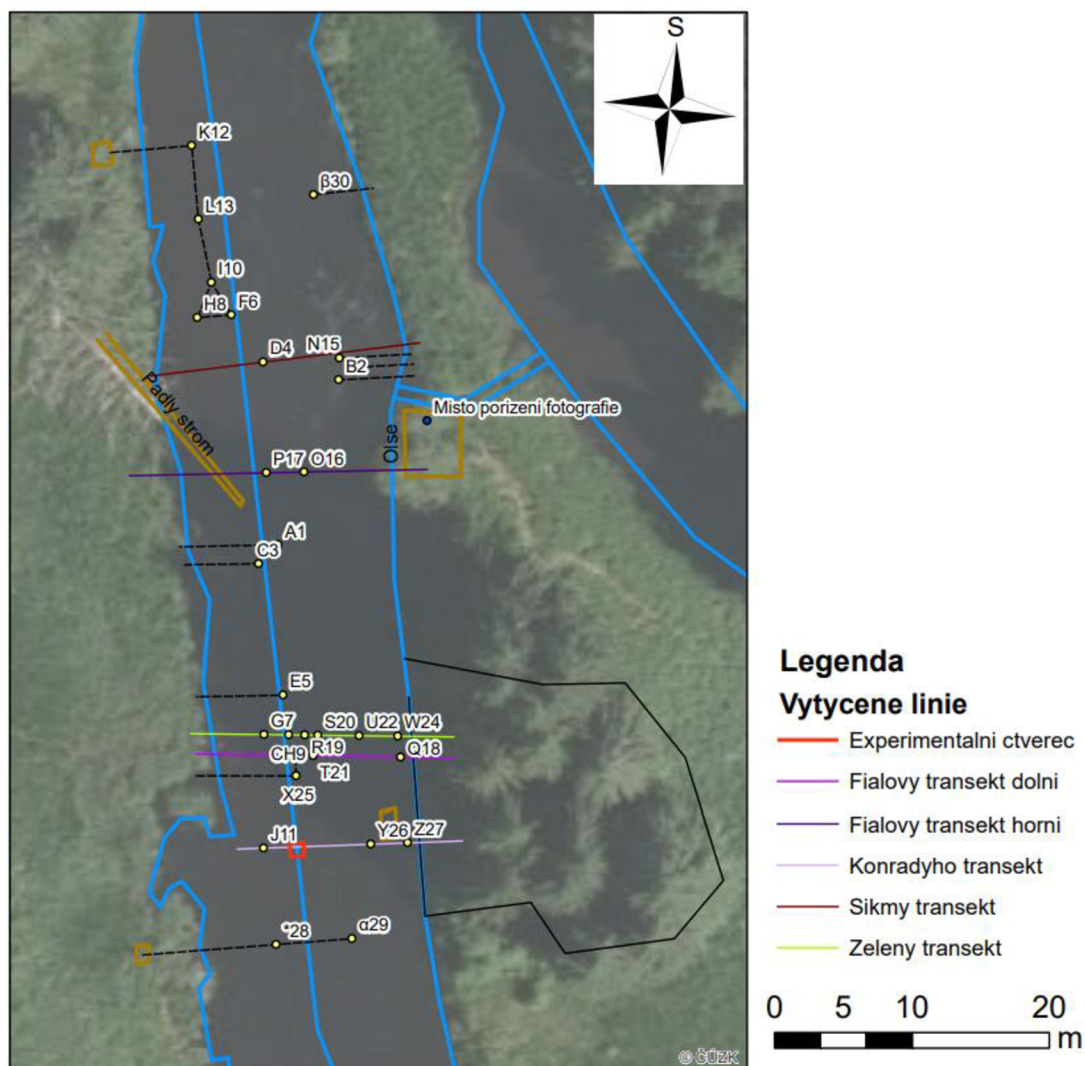 S
K12
β30
L13
I10
H8
F6
D4
N15
B2
Padly strom
Misto porizeni fotografie
Olse
P17
O16
A1
C3
E5
G7
S20
U22
W24
CH9
R19
Q18
T21
X25
J11
Y26
Z27
*28
α29
© ČÚZK
Legenda
Vytycene linie
Experimentalni ctverec
Fialovy transekt dolni
Fialovy transekt horni
Konradyho transekt
Sikmy transekt
Zeleny transekt
0 5 10 20
m